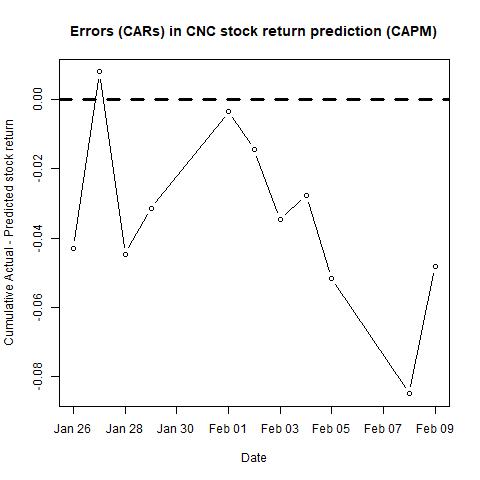 Errors (CARs) in CNC stock return prediction (CAPM)
Cumulative Actual - Predicted stock return
0.00
-0.02
-0.04
-0.06
-0.08
Jan 26 Jan 28 Jan 30 Feb 01 Feb 03 Feb 05 Feb 07 Feb 09
Date